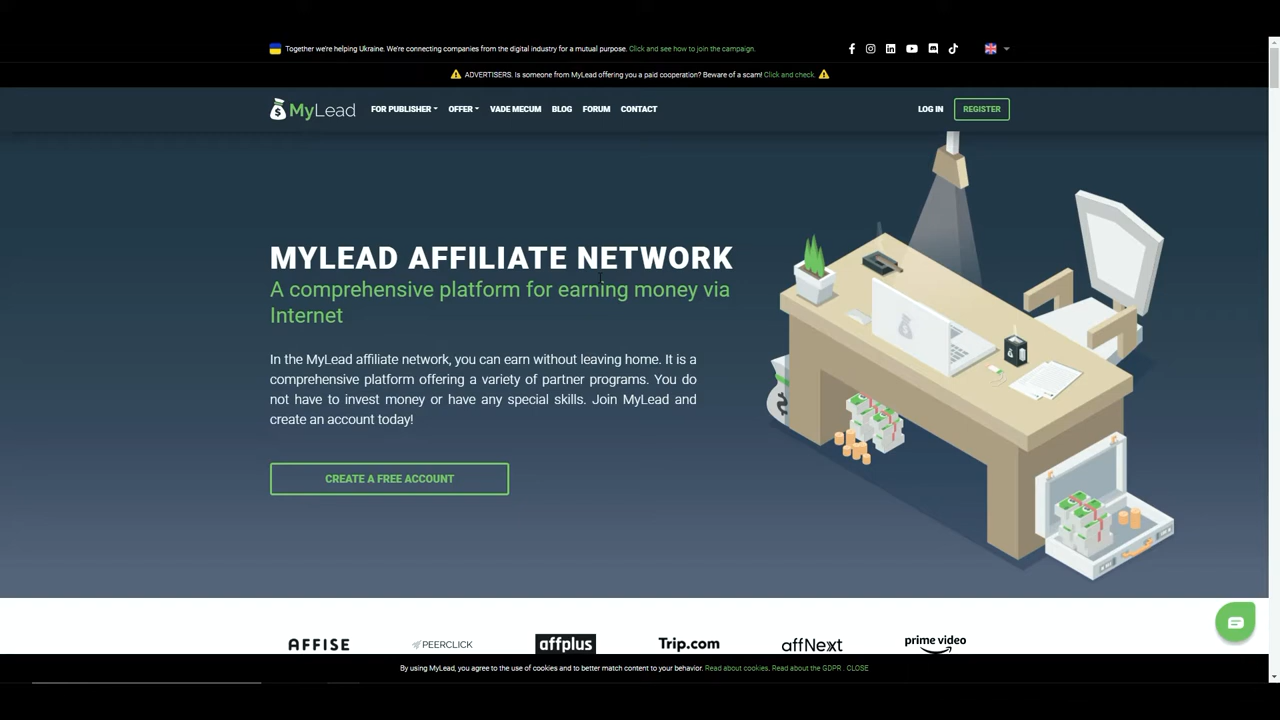 Together we're helping Ukraine. We're connecting companies from the digital industry for a mutual purpose. Click and see how to join the campaign.
ADVERTISERS. Is someone from MyLead offering you a paid cooperation? Beware of a scam! Click and check.
MyLead FOR PUBLISHER OFFER VADE MECUM BLOG FORUM CONTACT LOG IN REGISTER
MYLEAD AFFILIATE NETWORK
A comprehensive platform for earning money via
Internet
In the MyLead affiliate network, you can earn without leaving home. It is a
comprehensive platform offering a variety of partner programs. You do
not have to invest money or have any special skills. Join MyLead and
create an account today!
CREATE A FREE ACCOUNT
AFFISE PEERCLICK affplus Trip.com affNext prime video
By using MyLead, you agree to the use of cookies and to better match content to your behavior. Read about cookies. Read about the GDPR . CLOSE